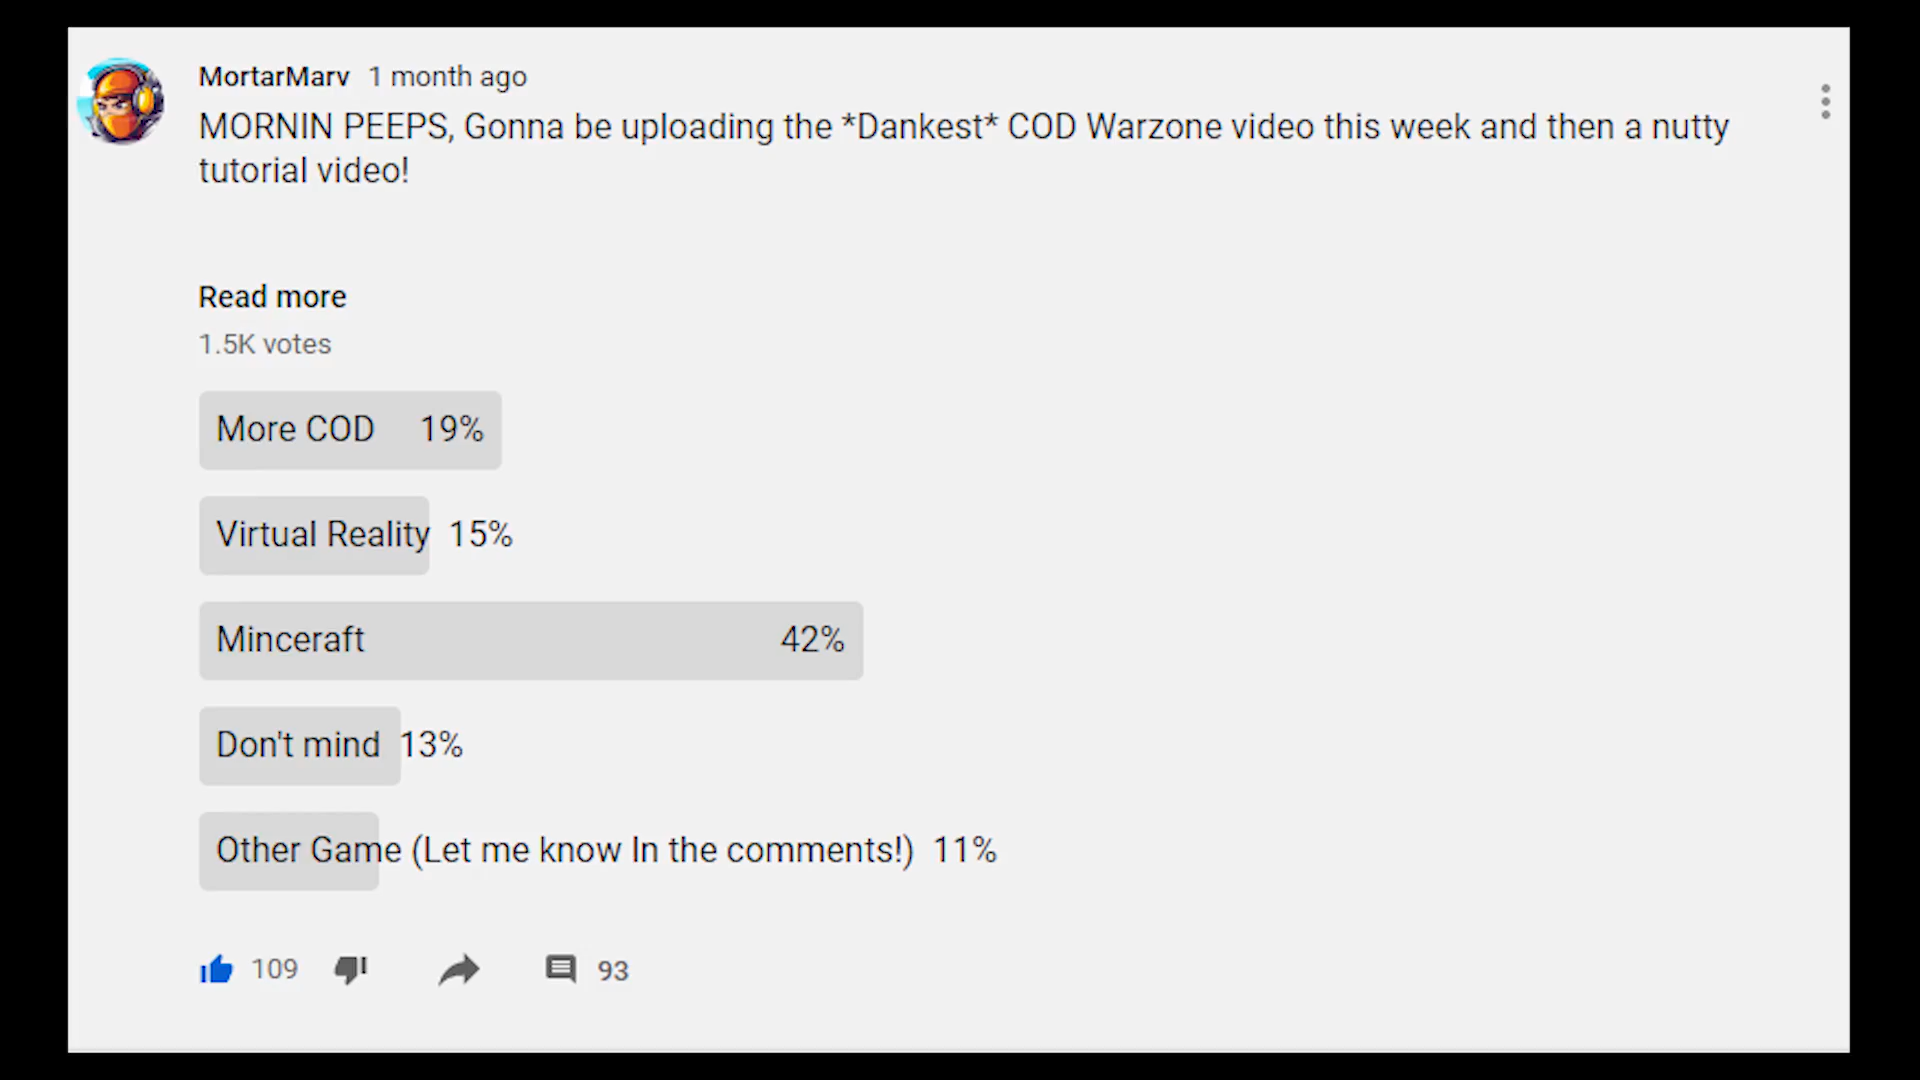 MortarMarv 1 month ago
MORNIN PEEPS, Gonna be uploading the *Dankest* COD Warzone video this week and then a nutty
tutorial video!
Read more
1.5K votes
More COD 19%
Virtual Reality 15%
Minceraft 42%
Don't mind 13%
Other Game (Let me know In the comments!) 11%
109 93